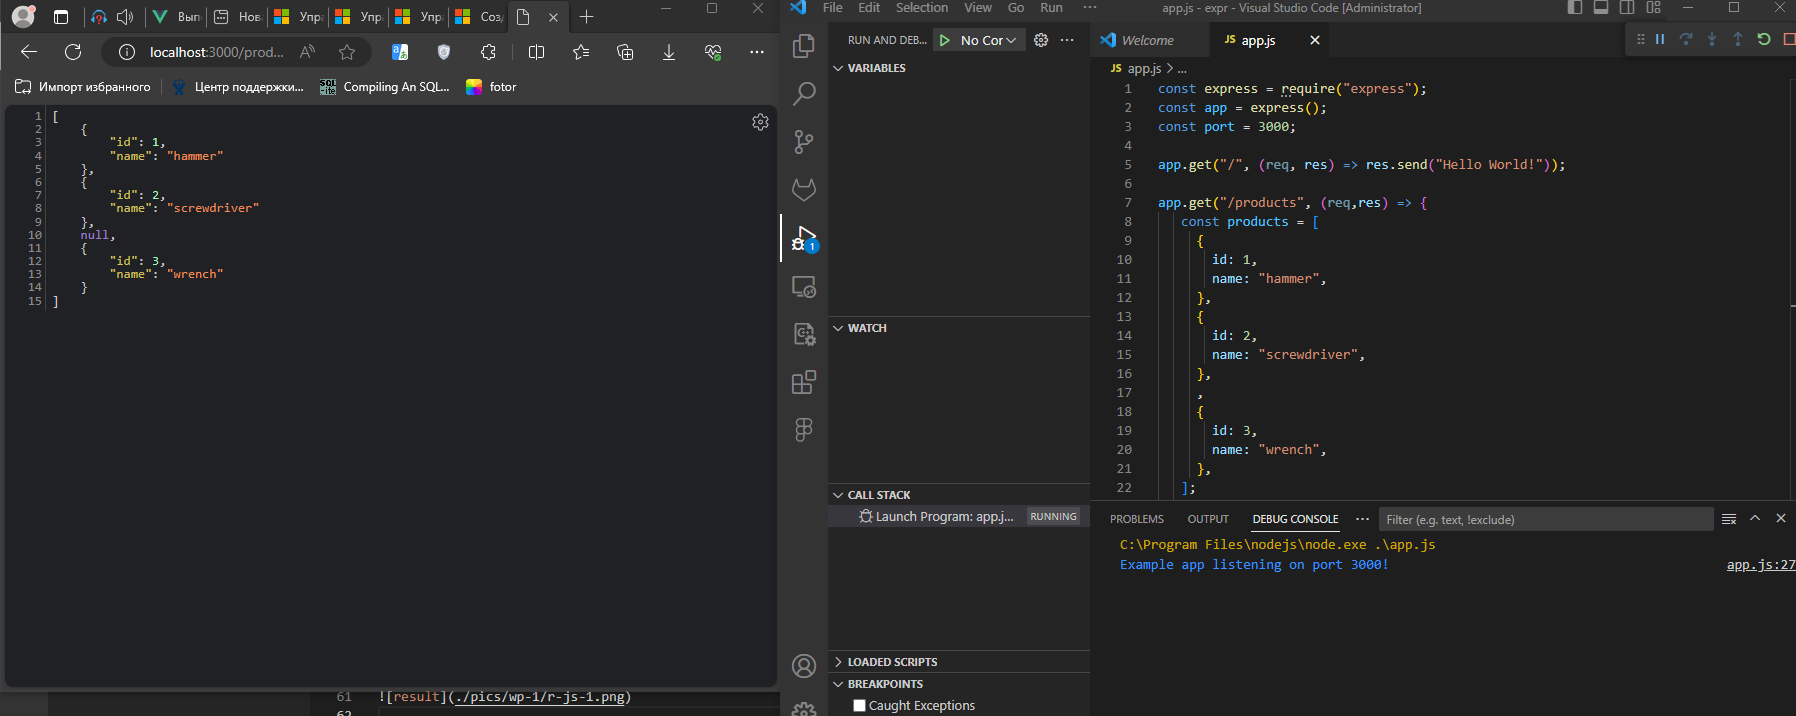 Вып
Нова
Упра
Упра
Упра
Созд
localhost:3000/prod...
Импорт избранного
Центр поддержки...
Compiling An SQL...
fotor
1 [
2 {
3 "id": 1,
4 "name": "hammer"
5 },
6 {
7 "id": 2,
8 "name": "screwdriver"
9 },
10 null,
11 {
12 "id": 3,
13 "name": "wrench"
14 }
15 ]
61 ![result](./pics/wp-1/r-js-1.png)
62
File Edit Selection View Go Run ···
app.js - expr - Visual Studio Code [Administrator]
RUN AND DEB... No Cor
VARIABLES
WATCH
CALL STACK
Launch Program: app.j... RUNNING
LOADED SCRIPTS
BREAKPOINTS
Caught Exceptions
1
Welcome
JS app.js
JS app.js > ...
1 const express = require("express");
2 const app = express();
3 const port = 3000;
4
5 app.get("/", (req, res) => res.send("Hello World!"));
6
7 app.get("/products", (req,res) => {
8 const products = [
9 {
10 id: 1,
11 name: "hammer",
12 },
13 {
14 id: 2,
15 name: "screwdriver",
16 },
17 ,
18 {
19 id: 3,
20 name: "wrench",
21 },
22 ];
PROBLEMS OUTPUT DEBUG CONSOLE ··· Filter (e.g. text, !exclude)
C:\Program Files\nodejs\node.exe .\app.js
Example app listening on port 3000! app.js:27